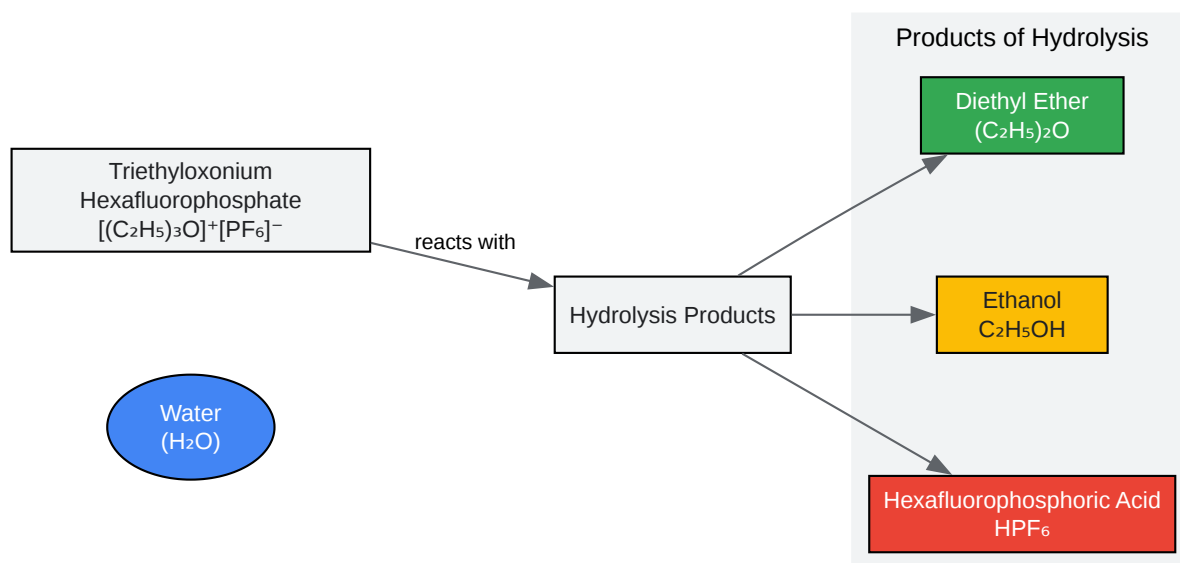 Products of Hydrolysis
Diethyl Ether
(C₂H₅)₂O
Triethyloxonium
Hexafluorophosphate
[(C₂H₅)₃O]⁺[PF₆]⁻
reacts with
Hydrolysis Products
Ethanol
C₂H₅OH
Water
(H₂O)
Hexafluorophosphoric Acid
HPF₆